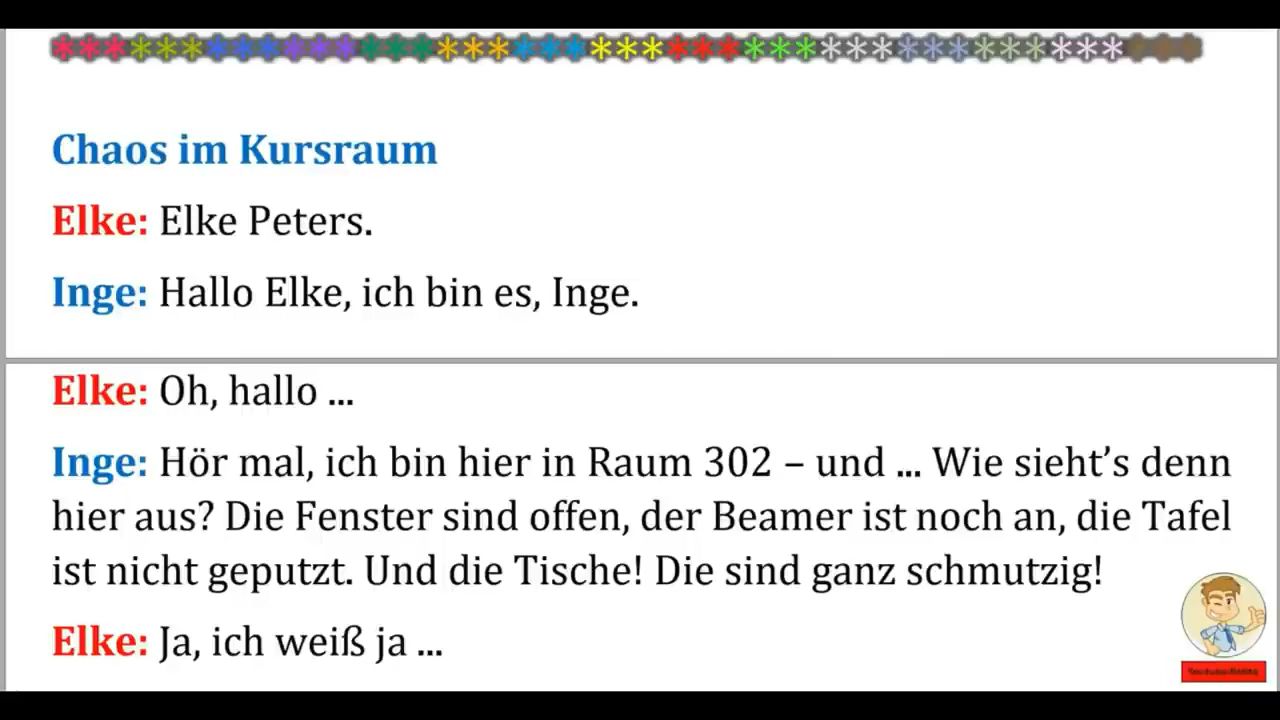 Chaos im Kursraum
Elke: Elke Peters.
Inge: Hallo Elke, ich bin es, Inge.
Elke: Oh, hallo ...
Inge: Hör mal, ich bin hier in Raum 302 – und ... Wie sieht’s denn
hier aus? Die Fenster sind offen, der Beamer ist noch an, die Tafel
ist nicht geputzt. Und die Tische! Die sind ganz schmutzig!
Elke: Ja, ich weiß ja ...